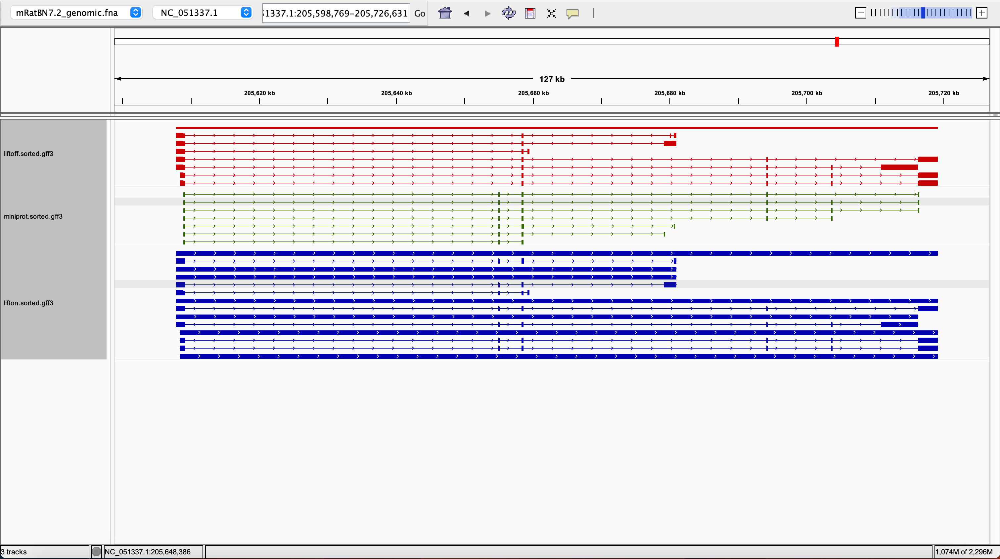 mRatBN7.2_genomic.fna NC_051337.1 1337.1:205,598,769-205,726,631 Go
127 kb
205,620 kb 205,640 kb 205,660 kb 205,680 kb 205,700 kb 205,720 kb
liftoff.sorted.gff3
miniprot.sorted.gff3
lifton.sorted.gff3
3 tracks NC_051337.1:205,648,386 1,074M of 2,296M